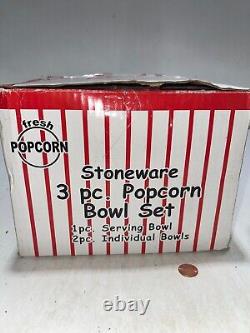 fresh
POPCORN
Stoneware
3 pc. Popcorn
Bowl Set
1pc. Serving Bowl
2pc. Individual Bowls